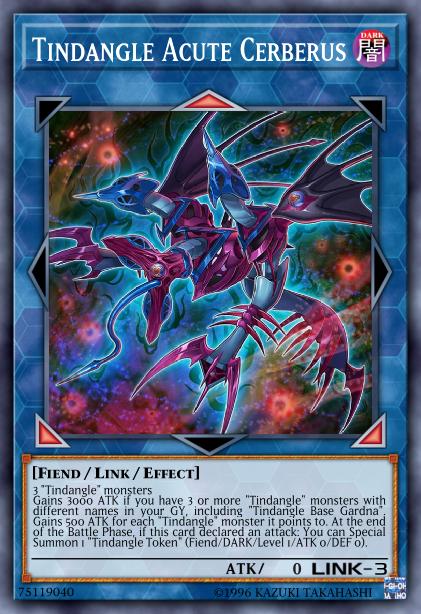 TINDANGLE ACUTE CERBERUS
DARK
闇
[FIEND / LINK / EFFECT]
3 "Tindangle" monsters
Gains 3000 ATK if you have 3 or more "Tindangle" monsters with
different names in your GY, including "Tindangle Base Gardna".
Gains 500 ATK for each "Tindangle" monster it points to. At the end
of the Battle Phase, if this card declared an attack: You can Special
Summon 1 "Tindangle Token" (Fiend/DARK/Level 1/ATK 0/DEF 0).
ATK/ 0 LINK-3
75119040 ©1996 KAZUKI TAKAHASHI